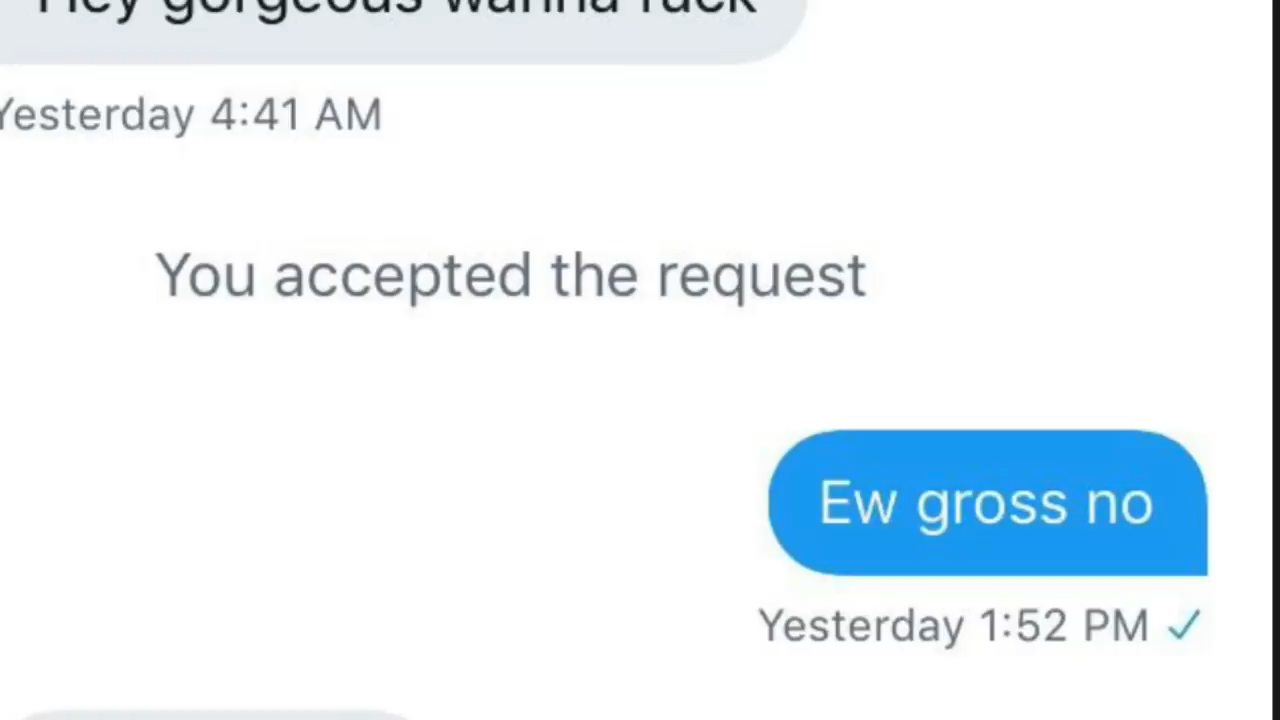 Hey gorgeous wanna fuck
Yesterday 4:41 AM
You accepted the request
Ew gross no
Yesterday 1:52 PM